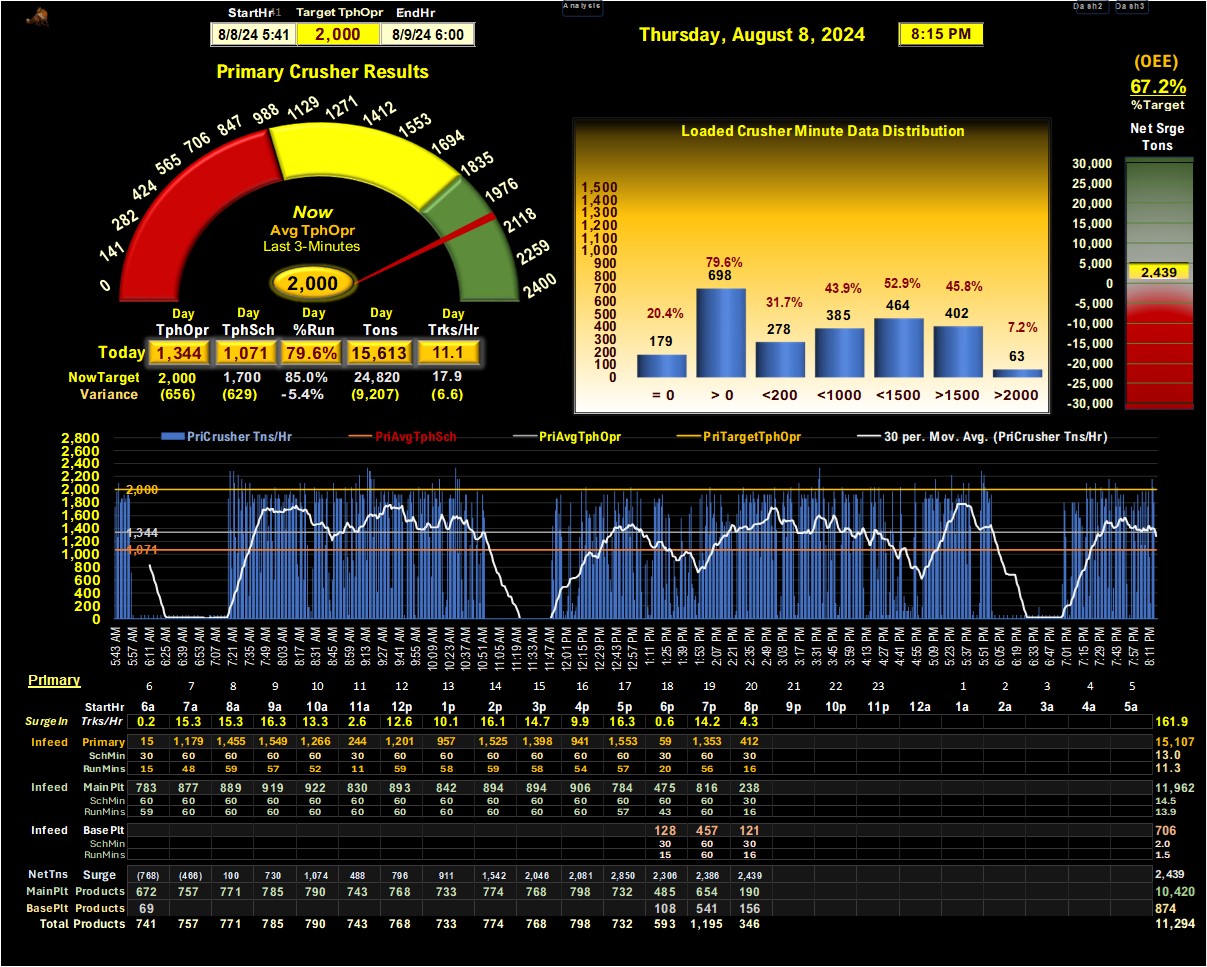 Analysis
Dash2 Dash3
StartHr 41 Target TphOpr EndHr
8/8/24 5:41 2,000 8/9/24 6:00
Thursday, August 8, 2024 8:15 PM
(OEE)
67.2%
%Target
Net Srge
Tons
Primary Crusher Results
0 141 282 424 565 706 847 988 1129 1271 1412 1553 1694 1835 1976 2118 2259 2400
Now
Avg TphOpr
Last 3-Minutes
2,000
Day Day Day Day Day
TphOpr TphSch %Run Tons Trks/Hr
Today 1,344 1,071 79.6% 15,613 11.1
NowTarget 2,000 1,700 85.0% 24,820 17.9
Variance (656) (629) -5.4% (9,207) (6.6)
Loaded Crusher Minute Data Distribution
1,500
1,400
1,300
1,200
1,100
1,000
900
800
700
600
500
400
300
200
100
0
20.4% 79.6% 31.7% 43.9% 52.9% 45.8% 7.2%
179 698 278 385 464 402 63
= 0 > 0 <200 <1000 <1500 >1500 >2000
30,000
25,000
20,000
15,000
10,000
5,000
2,439
0
-5,000
-10,000
-15,000
-20,000
-25,000
-30,000
PriCrusher Tns/Hr PriAvgTphSch PriAvgTphOpr PriTargetTphOpr 30 per. Mov. Avg. (PriCrusher Tns/Hr)
2,800
2,600
2,400
2,200
2,000
1,800
1,600
1,400
1,200
1,000
800
600
400
200
0
2,000
1,344
1,071
5:43 AM 5:57 AM 6:11 AM 6:25 AM 6:39 AM 6:53 AM 7:07 AM 7:21 AM 7:35 AM 7:49 AM 8:03 AM 8:17 AM 8:31 AM 8:45 AM 8:59 AM 9:13 AM 9:27 AM 9:41 AM 9:55 AM 10:09 AM 10:23 AM 10:37 AM 10:51 AM 11:05 AM 11:19 AM 11:33 AM 11:47 AM 12:01 PM 12:15 PM 12:29 PM 12:43 PM 12:57 PM 1:11 PM 1:25 PM 1:39 PM 1:53 PM 2:07 PM 2:21 PM 2:35 PM 2:49 PM 3:03 PM 3:17 PM 3:31 PM 3:45 PM 3:59 PM 4:13 PM 4:27 PM 4:41 PM 4:55 PM 5:09 PM 5:23 PM 5:37 PM 5:51 PM 6:05 PM 6:19 PM 6:33 PM 6:47 PM 7:01 PM 7:15 PM 7:29 PM 7:43 PM 7:57 PM 8:11 PM
Primary
6 7 8 9 10 11 12 13 14 15 16 17 18 19 20 21 22 23 1 2 3 4 5
StartHr 6a 7a 8a 9a 10a 11a 12p 1p 2p 3p 4p 5p 6p 7p 8p 9p 10p 11p 12a 1a 2a 3a 4a 5a
SurgeIn Trks/Hr 0.2 15.3 15.3 16.3 13.3 2.6 12.6 10.1 16.1 14.7 9.9 16.3 0.6 14.2 4.3 161.9
Infeed Primary 15 1,179 1,455 1,549 1,266 244 1,201 957 1,525 1,398 941 1,553 59 1,353 412 15,107
SchMin 30 60 60 60 60 30 60 60 60 60 60 60 30 60 30 13.0
RunMins 15 48 59 57 52 11 59 58 59 58 54 57 20 56 16 11.3
Infeed MainPlt 783 877 889 919 922 830 893 842 894 894 906 784 475 816 238 11,962
SchMin 60 60 60 60 60 60 60 60 60 60 60 60 60 60 30 14.5
RunMins 59 60 60 60 60 60 60 60 60 60 60 57 43 60 16 13.9
Infeed BasePlt 128 457 121 706
SchMin 30 60 30 2.0
RunMins 15 60 16 1.5
NetTns Surge (768) (466) 100 730 1,074 488 796 911 1,542 2,046 2,081 2,850 2,306 2,386 2,439 2,439
MainPlt Products 672 757 771 785 790 743 768 733 774 768 798 732 485 654 190 10,420
BasePlt Products 69 108 541 156 874
Total Products 741 757 771 785 790 743 768 733 774 768 798 732 593 1,195 346 11,294